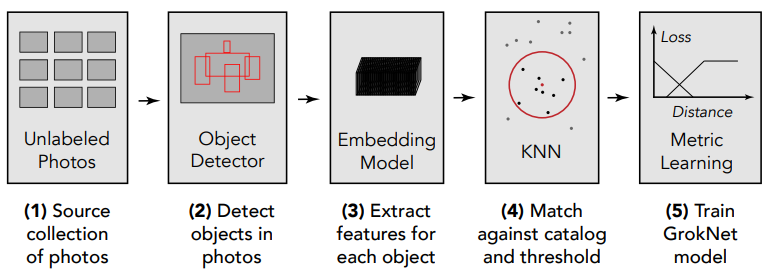 Unlabeled
Photos
Object
Detector
Embedding
Model
KNN
Loss
Distance
Metric
Learning
(1) Source
collection
of photos
(2) Detect
objects in
photos
(3) Extract
features for
each object
(4) Match
against catalog
and threshold
(5) Train
GrokNet
model